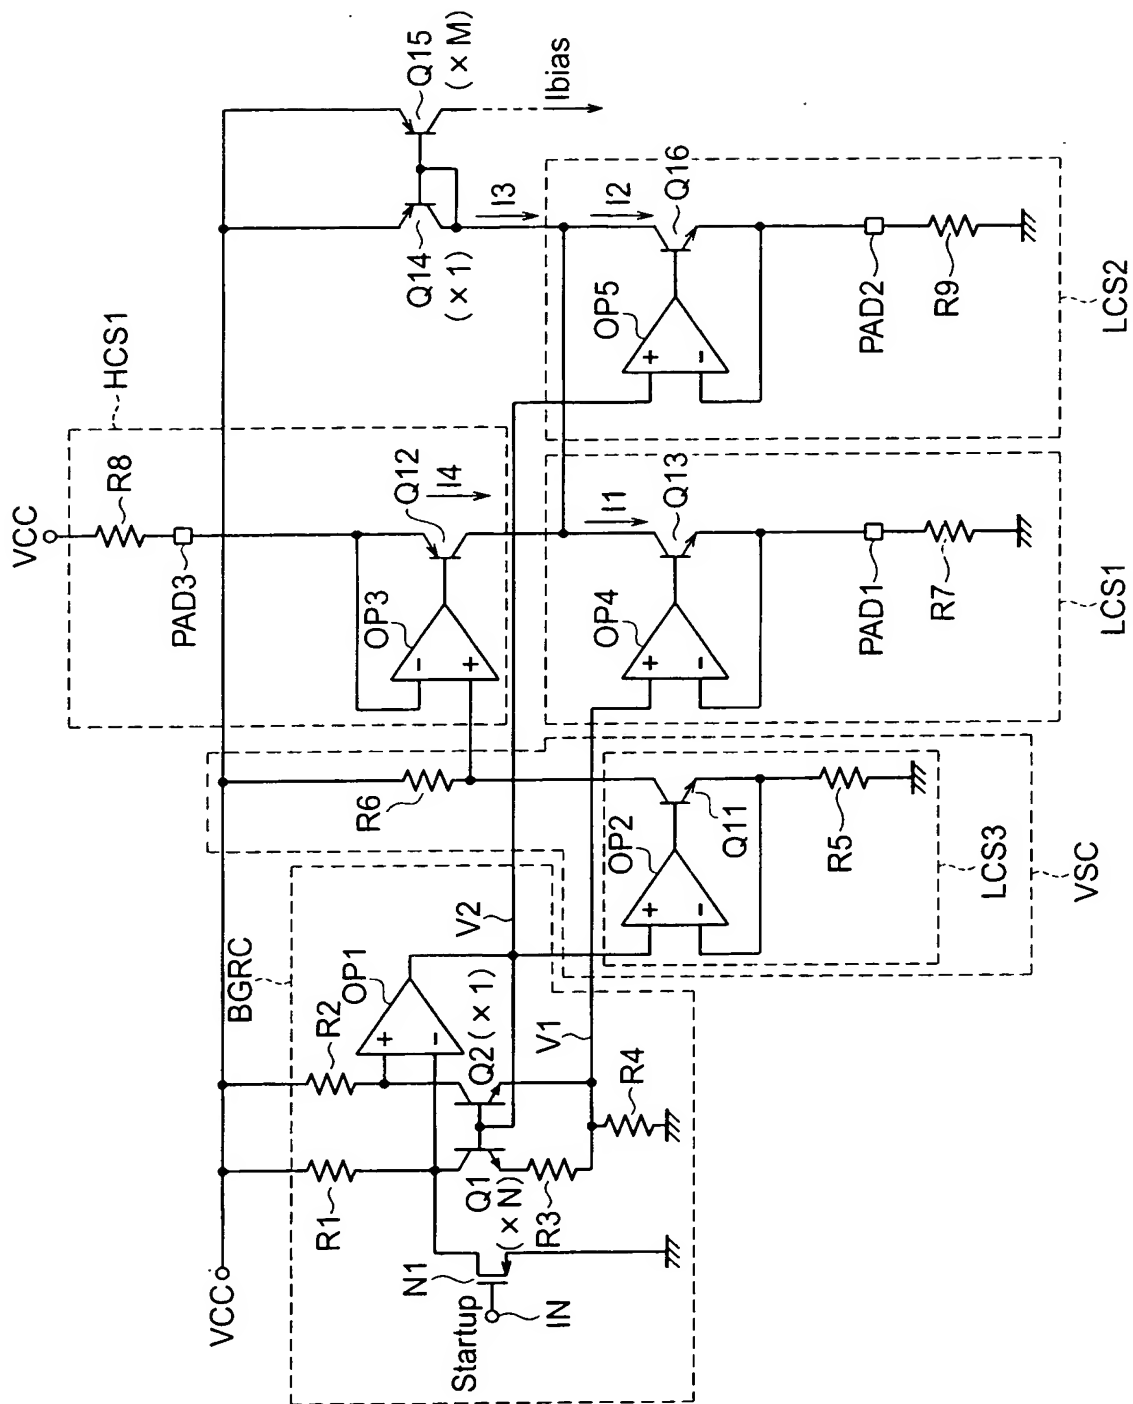 VCC
R8
HCS1
PAD3
Q12
I4
OP3
Q14
(×1)
Q15
(×M)
Ibias
I3
BGRC
R1
R2
OP1
+
-
Q1
(×N)
Q2(×1)
R3
R4
N1
Startup
IN
VCC
V2
V1
R6
-
+
OP2
+
-
Q11
R5
LCS3
VSC
I1
Q13
OP4
+
-
PAD1
R7
LCS1
I2
Q16
OP5
+
-
PAD2
R9
LCS2